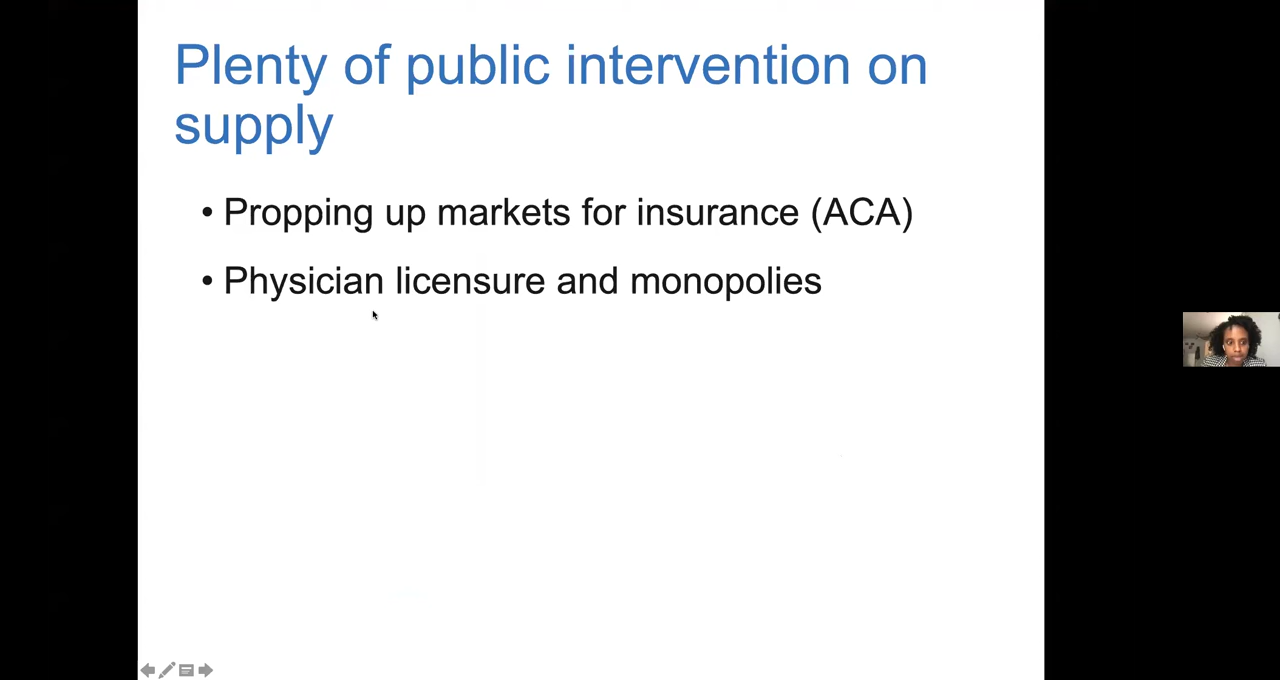 Plenty of public intervention on
supply
• Propping up markets for insurance (ACA)
• Physician licensure and monopolies